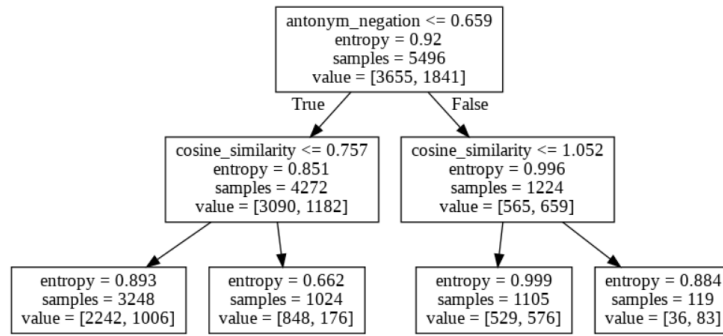 antonym_negation <= 0.659
entropy = 0.92
samples = 5496
value = [3655, 1841]
True
False
cosine_similarity <= 0.757
entropy = 0.851
samples = 4272
value = [3090, 1182]
cosine_similarity <= 1.052
entropy = 0.996
samples = 1224
value = [565, 659]
entropy = 0.893
samples = 3248
value = [2242, 1006]
entropy = 0.662
samples = 1024
value = [848, 176]
entropy = 0.999
samples = 1105
value = [529, 576]
entropy = 0.884
samples = 119
value = [36, 83]